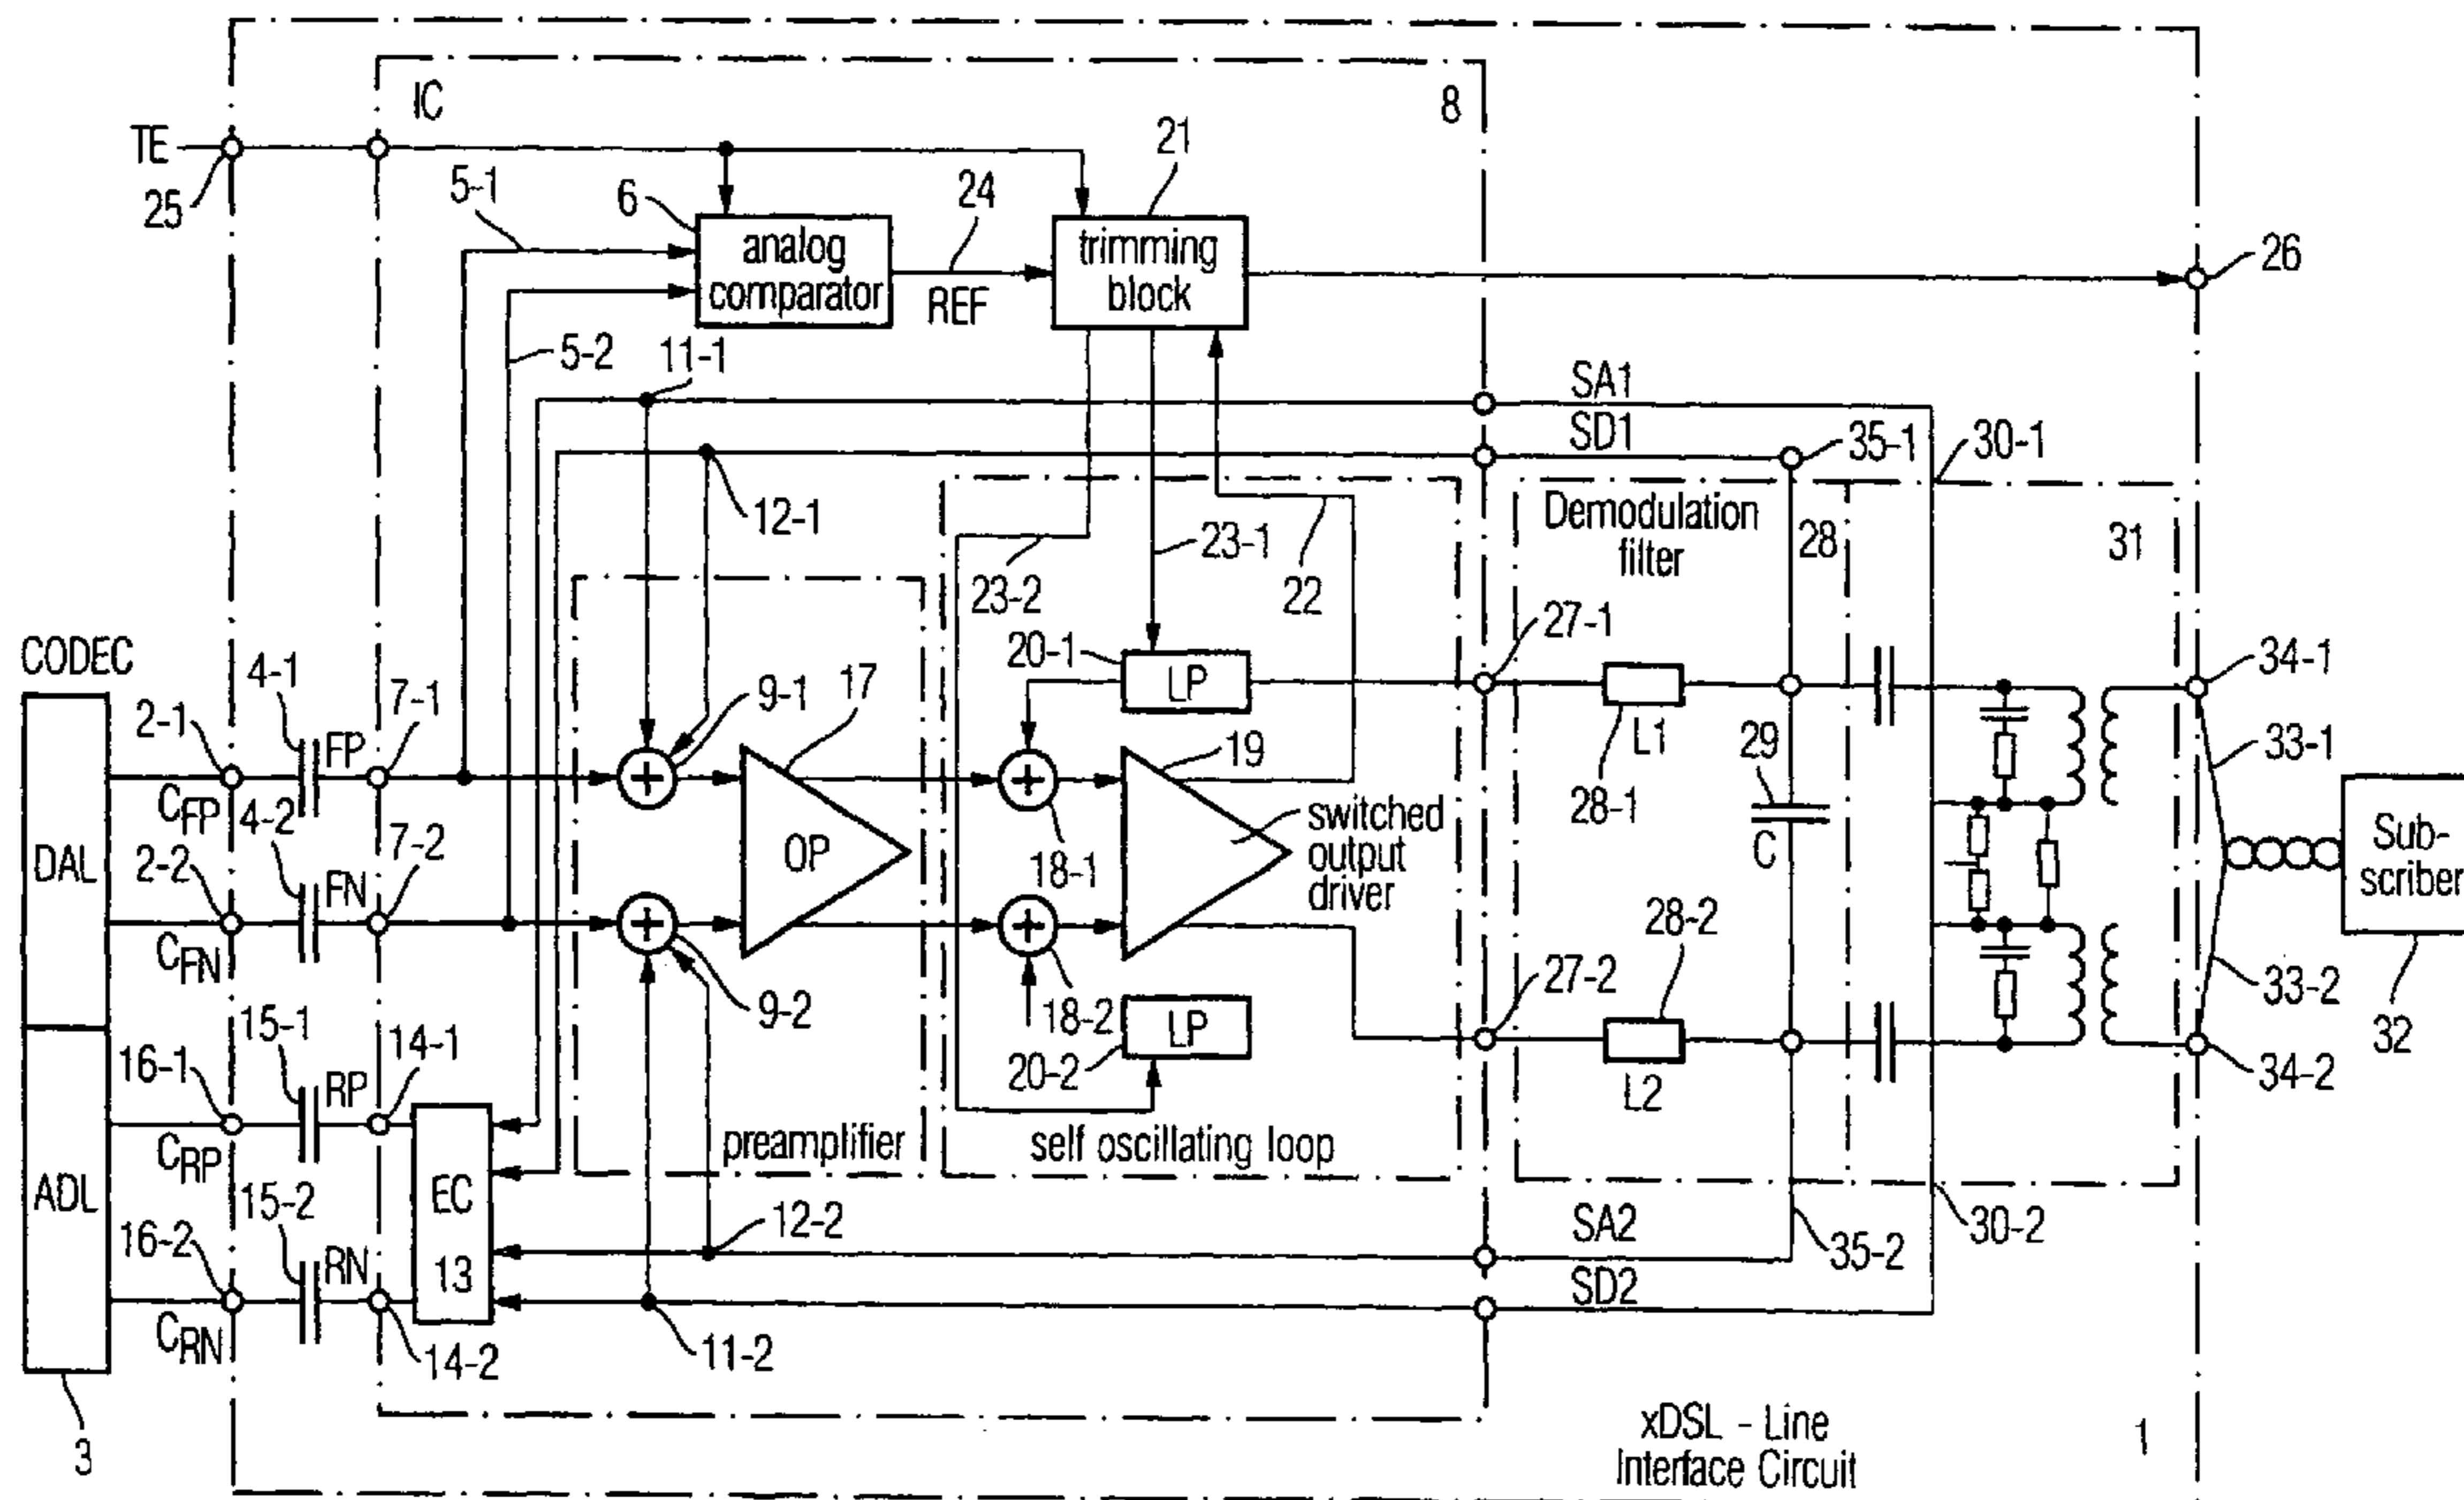 IC
8
TE
25
5-1
6
24
21
analog
comparator
REF
trimming
block
26
5-2
11-1
SA1
SD1
35-1
30-1
12-1
23-2
23-1
22
Demodulation
filter
28
31
CODEC
DAL
ADL
3
2-1
4-1
FP
7-1
CFP
4-2
2-2
FN
7-2
CFN
9-1
17
OP
9-2
20-1
LP
27-1
18-1
19
switched
output
driver
18-2
LP
20-2
27-2
L1
28-1
29
C
28-2
L2
34-1
33-1
Sub-
scriber
33-2
32
34-2
16-1
15-1
RP
14-1
CRP
16-2
15-2
RN
14-2
CRN
EC
13
preamplifier
self oscillating loop
12-2
11-2
SA2
SD2
35-2
30-2
xDSL - Line
Interface Circuit
1